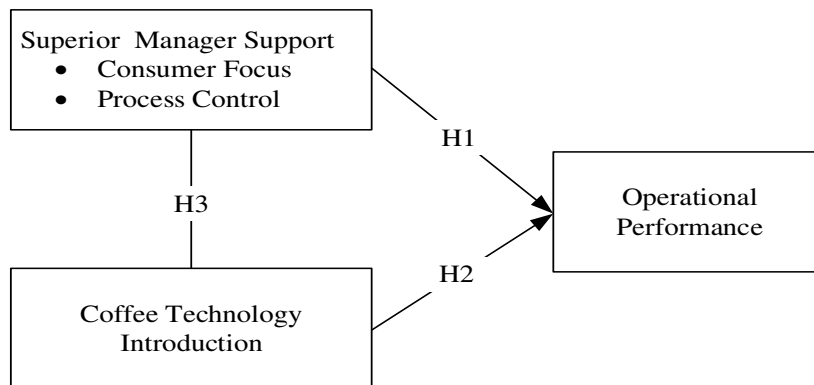 Superior Manager Support
• Consumer Focus
• Process Control
H1
Operational
Performance
H3
H2
Coffee Technology
Introduction